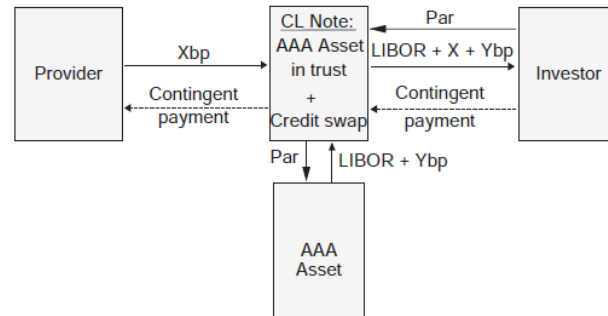 CL Note:
AAA Asset
in trust
+
Credit swap
Par
LIBOR + X + Ybp
Xbp
Provider
Investor
Contingent
payment
Contingent
payment
Par
LIBOR + Ybp
AAA
Asset